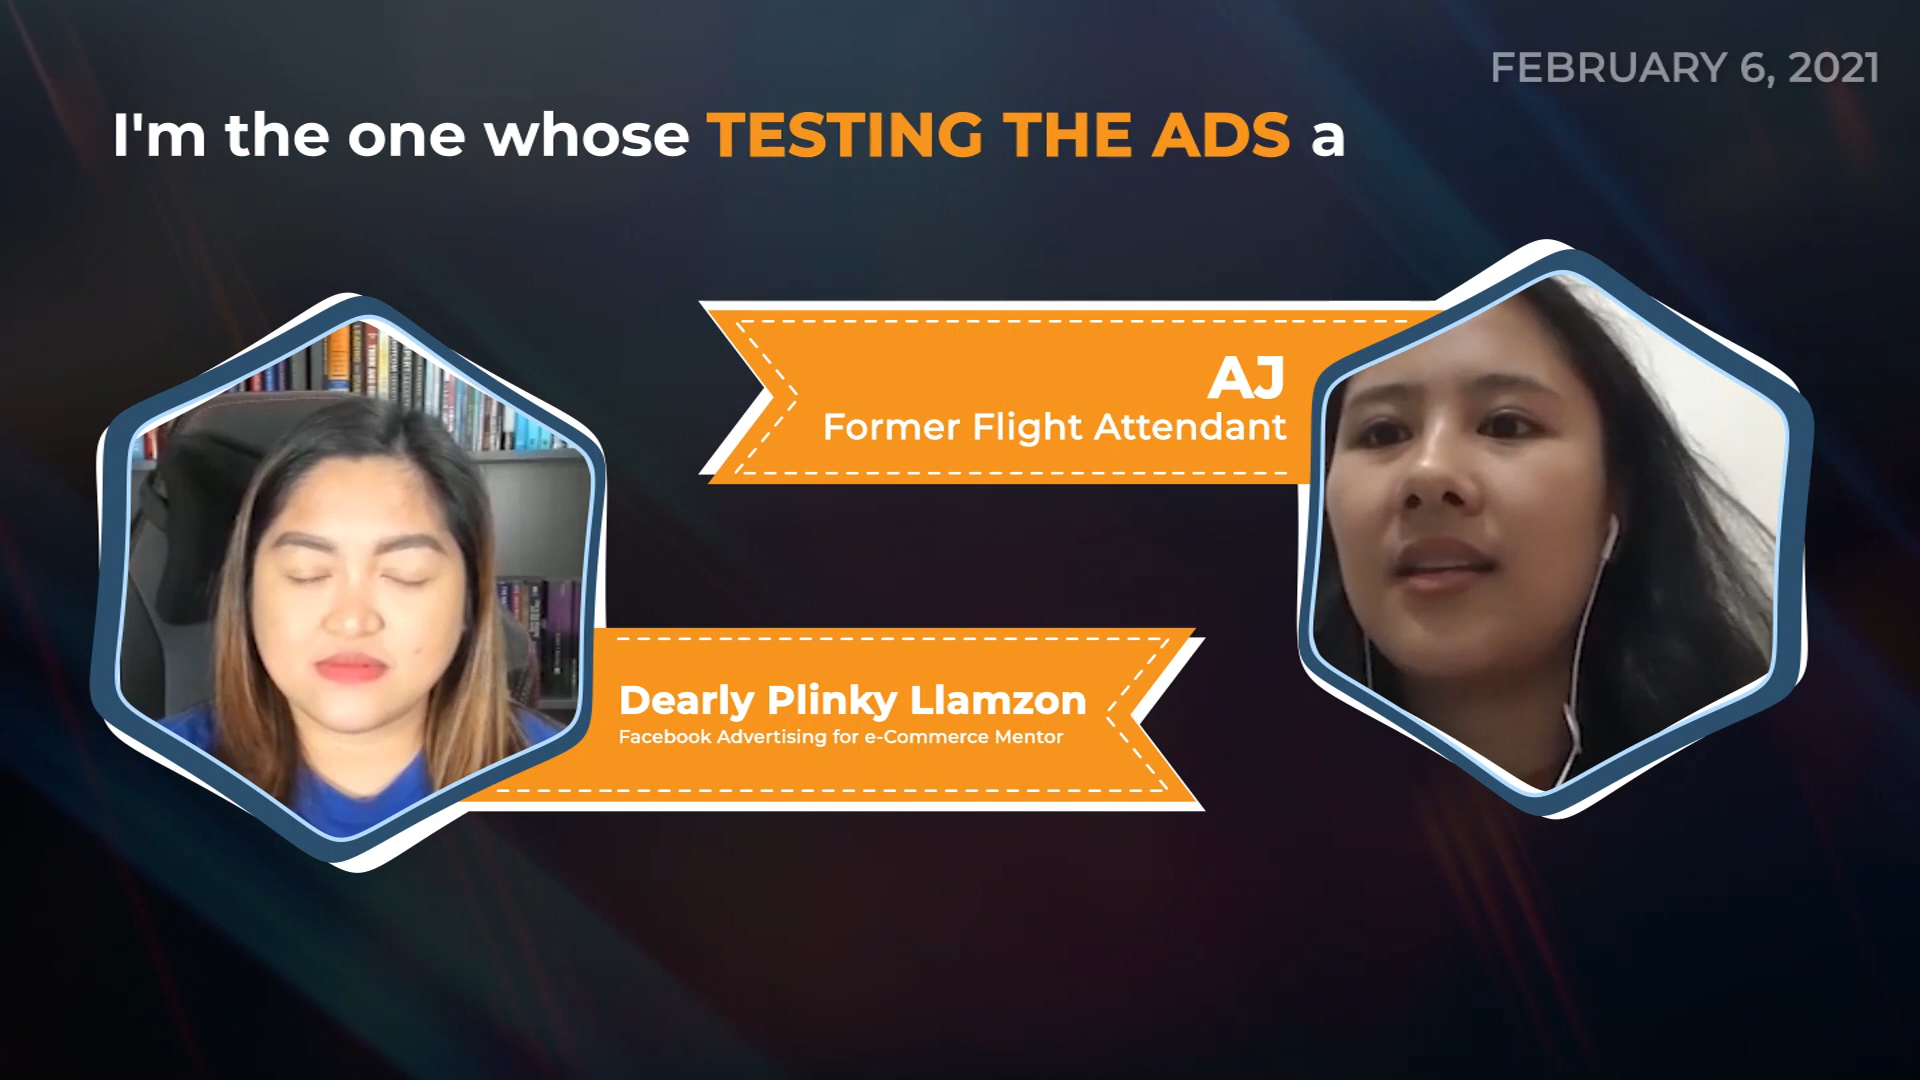 FEBRUARY 6, 2021
I'm the one whose TESTING THE ADS a
AJ
Former Flight Attendant
Dearly Plinky Llamzon
Facebook Advertising for e-Commerce Mentor